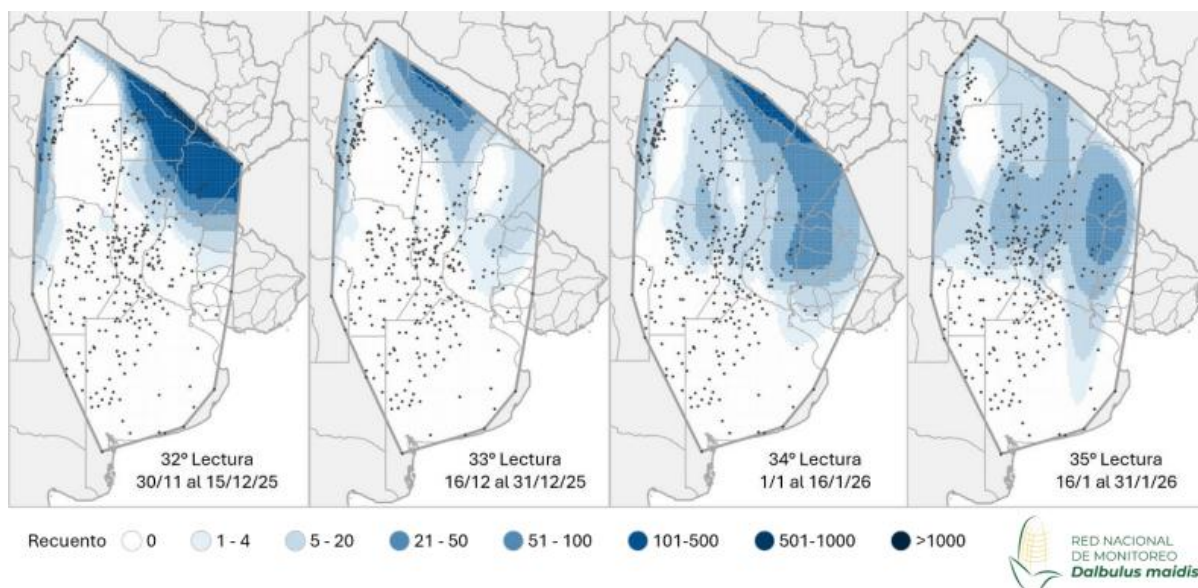 32º Lectura
30/11 al 15/12/25
33º Lectura
16/12 al 31/12/25
34º Lectura
1/1 al 16/1/26
35º Lectura
16/1 al 31/1/26
Recuento 0 1 - 4 5 - 20 21 - 50 51 - 100 101-500 501-1000 >1000
RED NACIONAL
DE MONITOREO
Dalbulus maidis